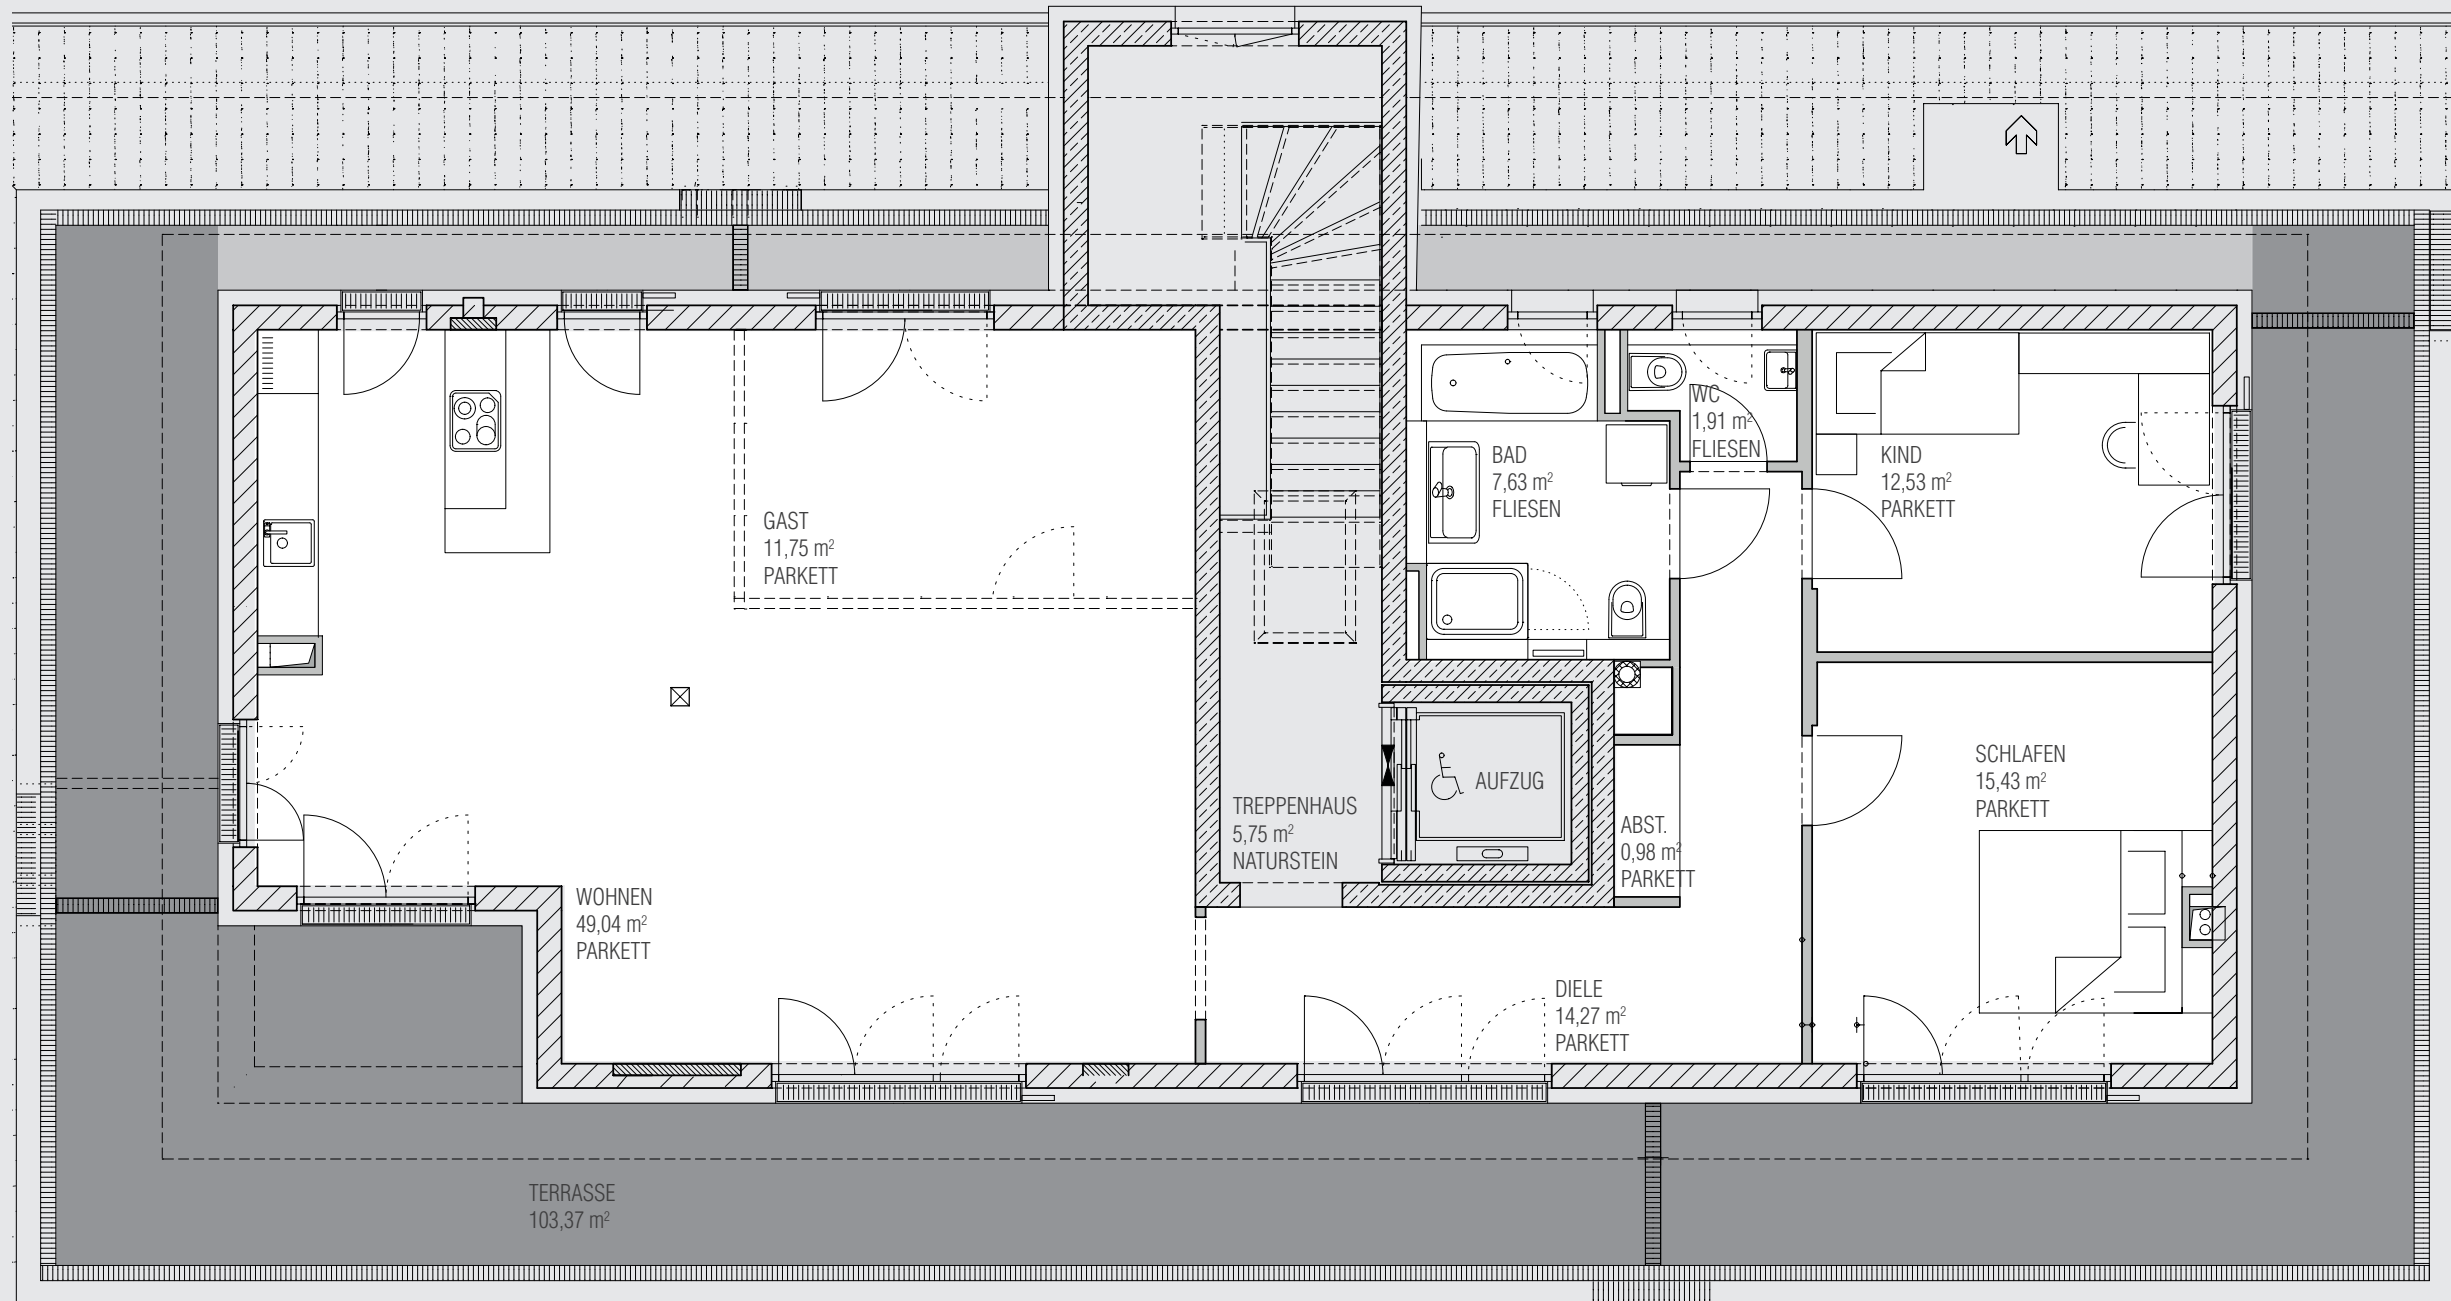 WC
1,91 m²
FLIESEN
BAD
7,63 m²
FLIESEN
KIND
12,53 m²
PARKETT
GAST
11,75 m²
PARKETT
SCHLAFEN
15,43 m²
PARKETT
AUFZUG
TREPPENHAUS
5,75 m²
NATURSTEIN
ABST.
0,98 m²
PARKETT
WOHNEN
49,04 m²
PARKETT
DIELE
14,27 m²
PARKETT
TERRASSE
103,37 m²